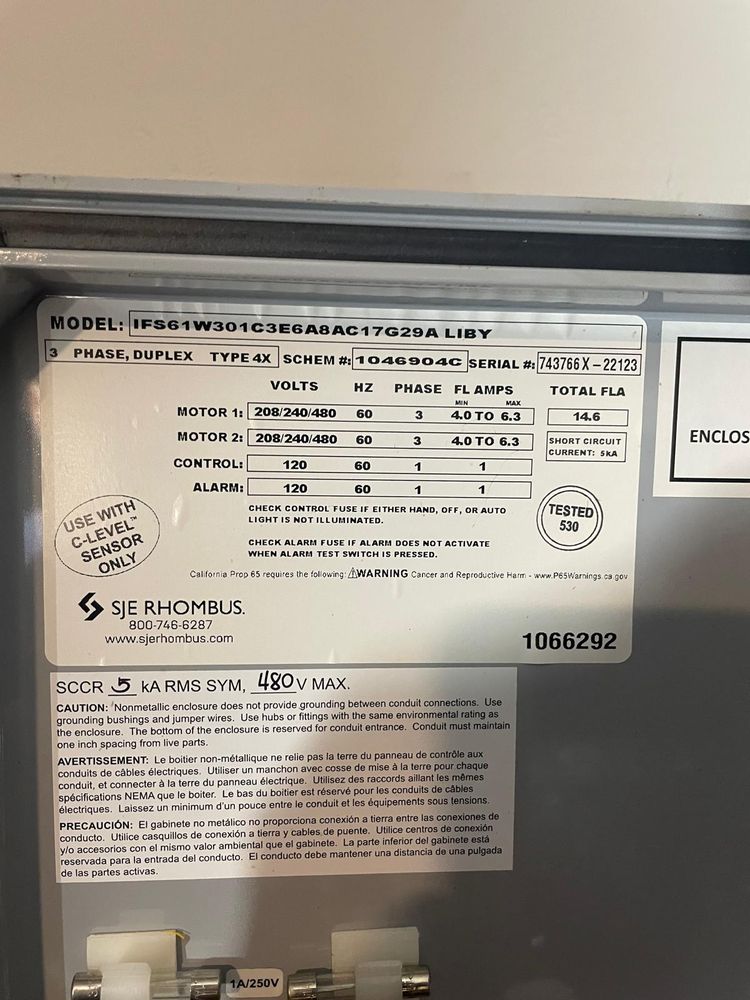 MODEL: IFS61W301C3E6A8AC17G29A LIBY
3 PHASE, DUPLEX TYPE 4X SCHEM #: 1046904C SERIAL #: 743766 X – 22123
VOLTS HZ PHASE FL AMPS TOTAL FLA
MIN MAX
MOTOR 1: 208/240/480 60 3 4.0 TO 6.3 14.6
MOTOR 2: 208/240/480 60 3 4.0 TO 6.3
SHORT CIRCUIT
CURRENT: 5kA
CONTROL: 120 60 1 1
ALARM: 120 60 1 1
ENCLOS
USE WITH
C-LEVEL™
SENSOR
ONLY
CHECK CONTROL FUSE IF EITHER HAND, OFF, OR AUTO
LIGHT IS NOT ILLUMINATED.
CHECK ALARM FUSE IF ALARM DOES NOT ACTIVATE
WHEN ALARM TEST SWITCH IS PRESSED.
TESTED
530
California Prop 65 requires the following: ⚠WARNING Cancer and Reproductive Harm - www.P65Warnings.ca.gov
SJE RHOMBUS.
800-746-6287
www.sjerhombus.com
1066292
SCCR 5 kA RMS SYM, 480 V MAX.
CAUTION: Nonmetallic enclosure does not provide grounding between conduit connections. Use
grounding bushings and jumper wires. Use hubs or fittings with the same environmental rating as
the enclosure. The bottom of the enclosure is reserved for conduit entrance. Conduit must maintain
one inch spacing from live parts.
AVERTISSEMENT: Le boitier non-métallique ne relie pas la terre du panneau de contrôle aux
conduits de câbles électriques. Utiliser un manchon avec cosse de mise à la terre pour chaque
conduit, et connecter à la terre du panneau électrique. Utilisez des raccords aillant les mêmes
spécifications NEMA que le boiter. Le bas du boitier est réservé pour les conduits de câbles
électriques. Laissez un minimum d'un pouce entre le conduit et les équipements sous tensions.
PRECAUCIÓN: El gabinete no metálico no proporciona conexión a tierra entre las conexiones de
conducto. Utilice casquillos de conexión a tierra y cables de puente. Utilice centros de conexión
y/o accesorios con el mismo valor ambiental que el gabinete. La parte inferior del gabinete está
reservada para la entrada del conducto. El conducto debe mantener una distancia de una pulgada
de las partes activas.
1A/250V